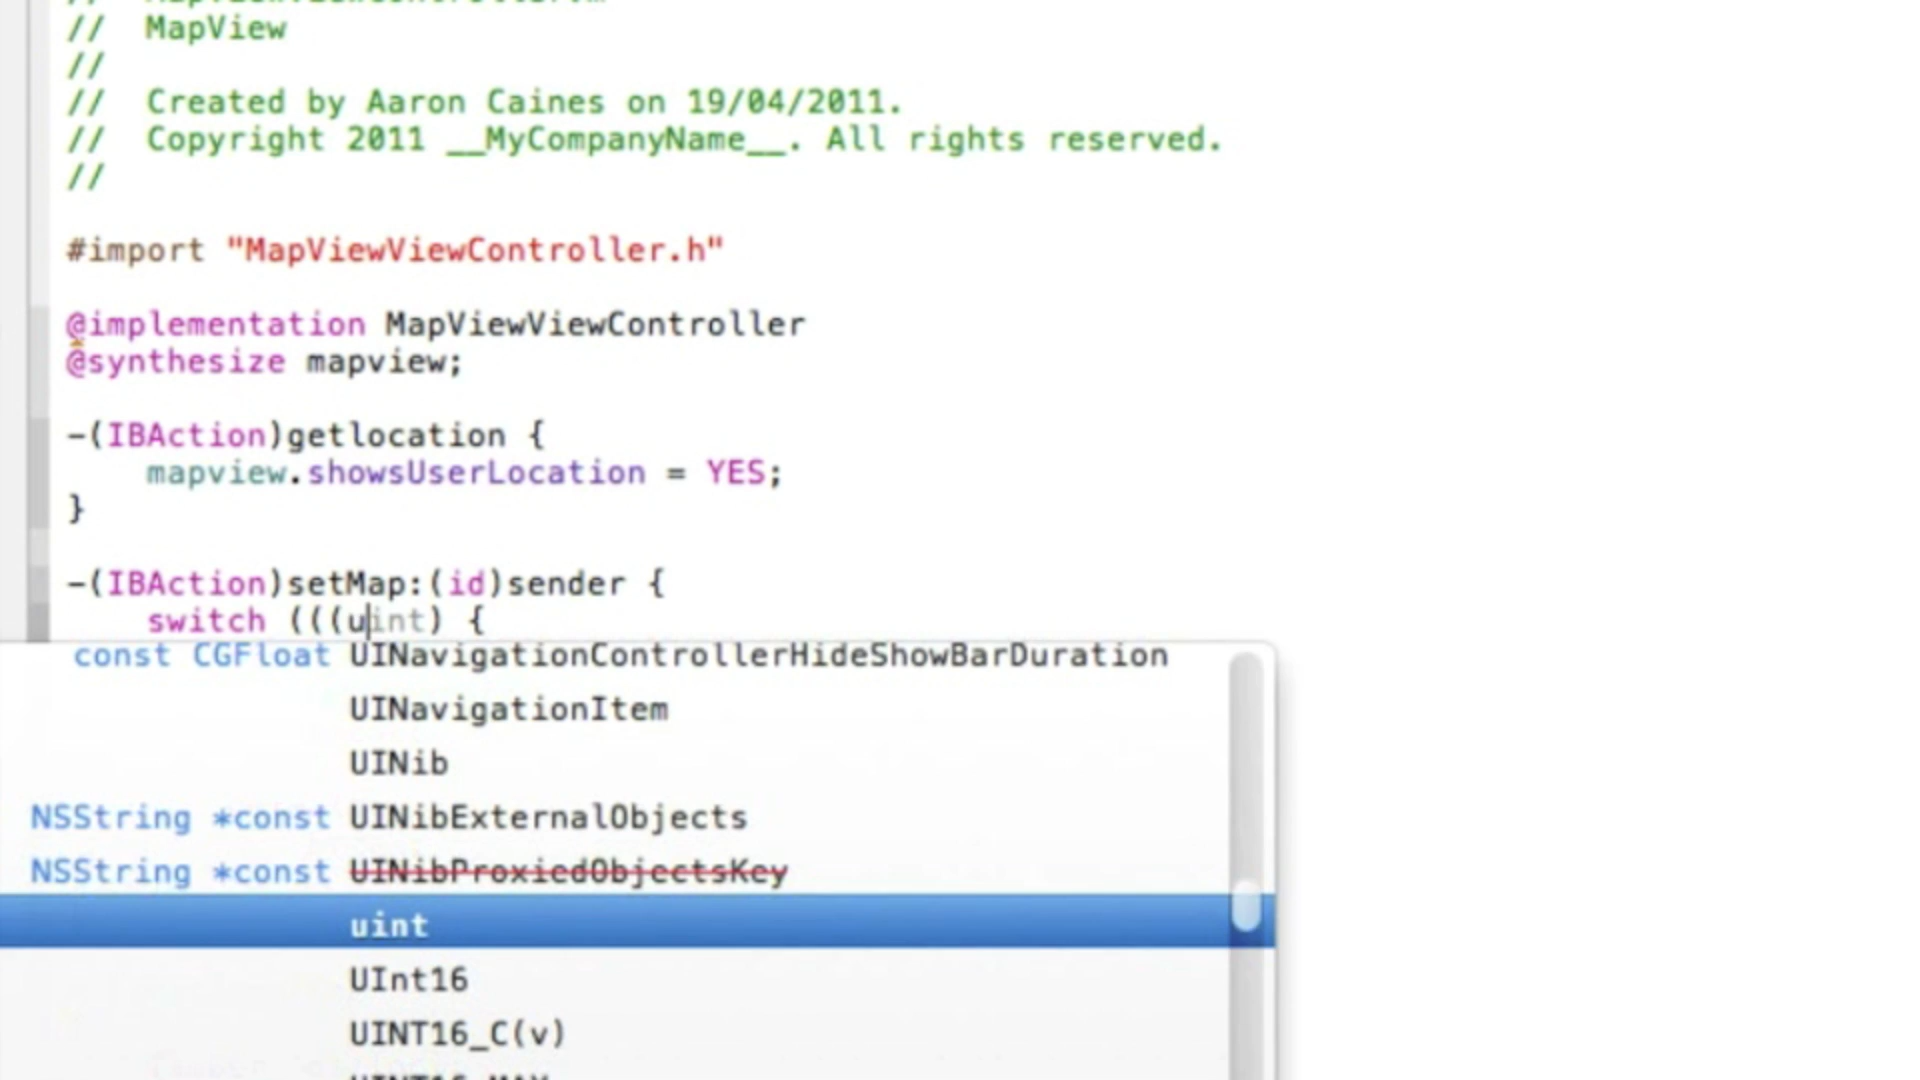 // MapView
//
// Created by Aaron Caines on 19/04/2011.
// Copyright 2011 __MyCompanyName__. All rights reserved.
//
#import "MapViewViewController.h"
@implementation MapViewViewController
@synthesize mapview;
-(IBAction)getlocation {
mapview.showsUserLocation = YES;
}
-(IBAction)setMap:(id)sender {
switch (((uint) {
const CGFloat UINavigationControllerHideShowBarDuration
UINavigationItem
UINib
NSString *const UINibExternalObjects
NSString *const UINibProxiedObjectsKey
uint
UInt16
UINT16_C(v)